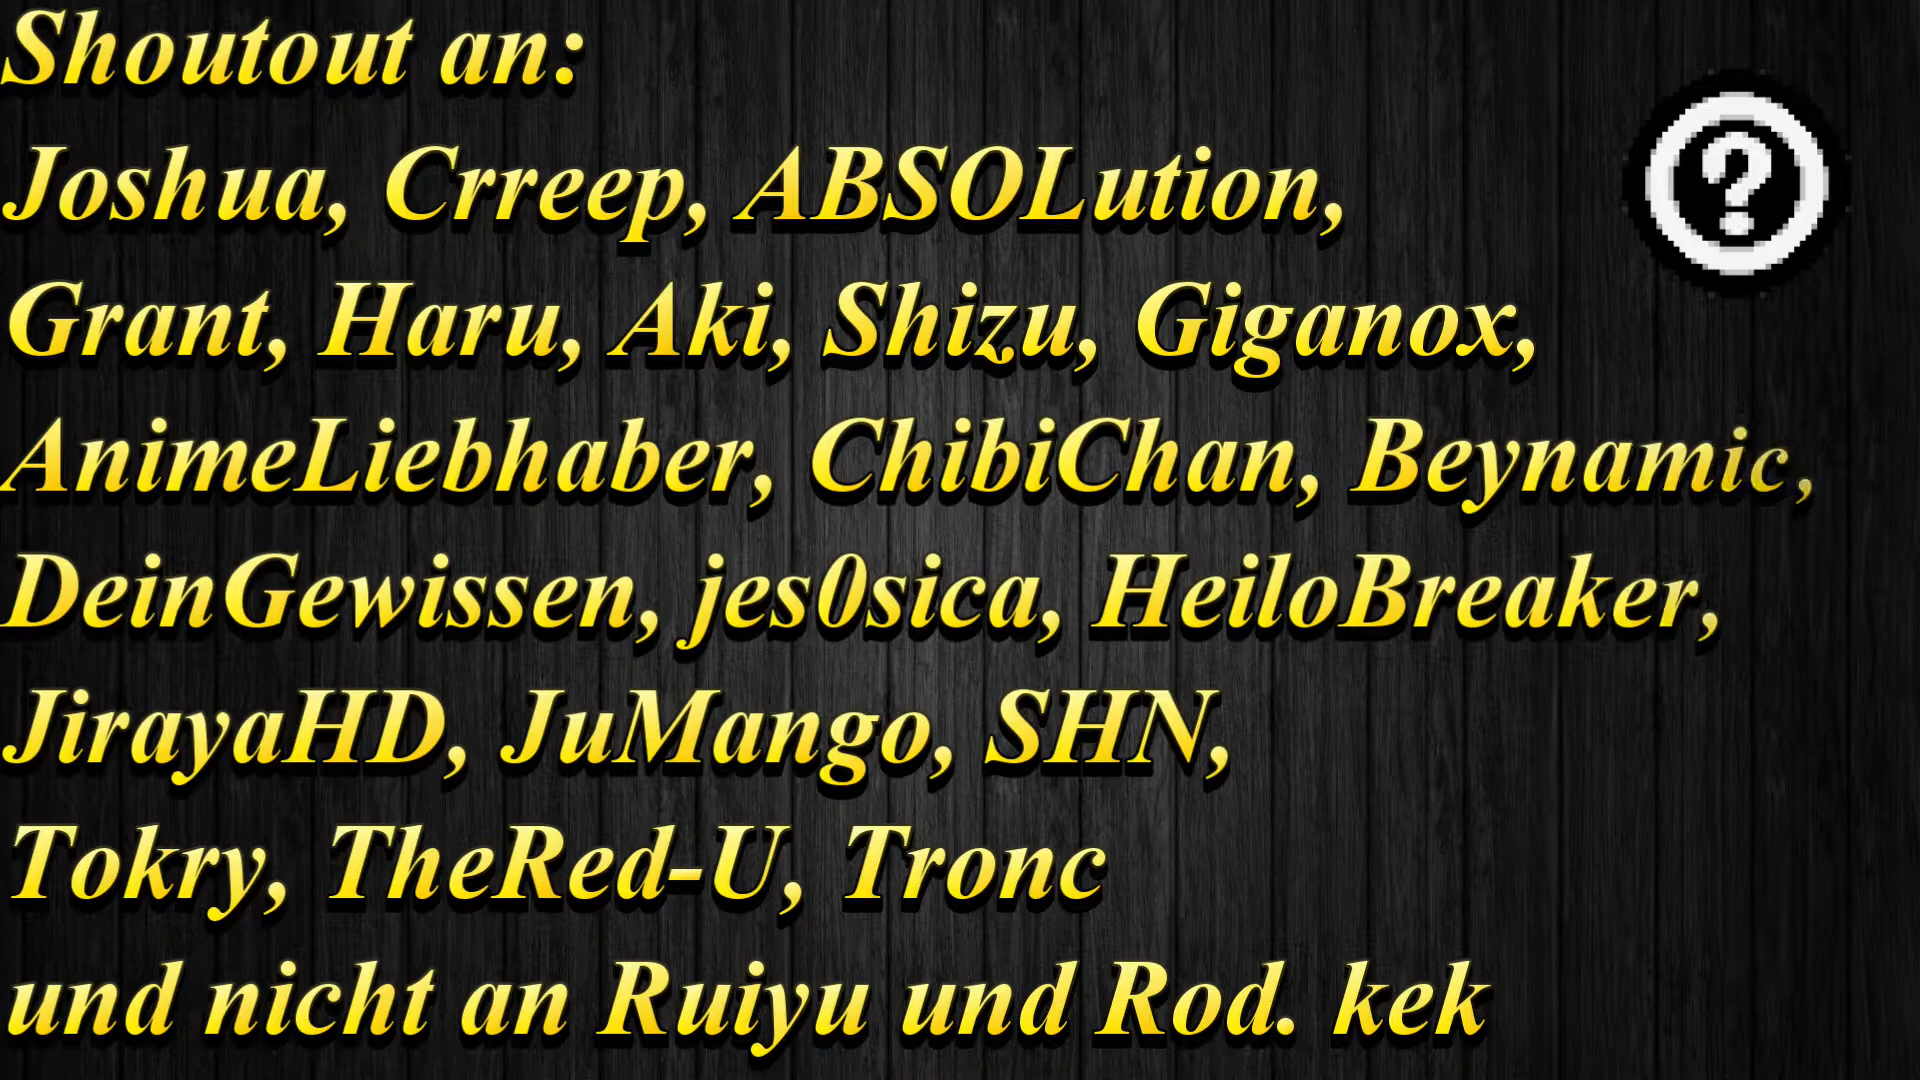 Shoutout an:
Joshua, Crreep, ABSOLution,
Grant, Haru, Aki, Shizu, Giganox,
AnimeLiebhaber, ChibiChan, Beynamic,
DeinGewissen, jes0sica, HeiloBreaker,
JirayaHD, JuMango, SHN,
Tokry, TheRed-U, Tronc
und nicht an Ruiyu und Rod. kek
?